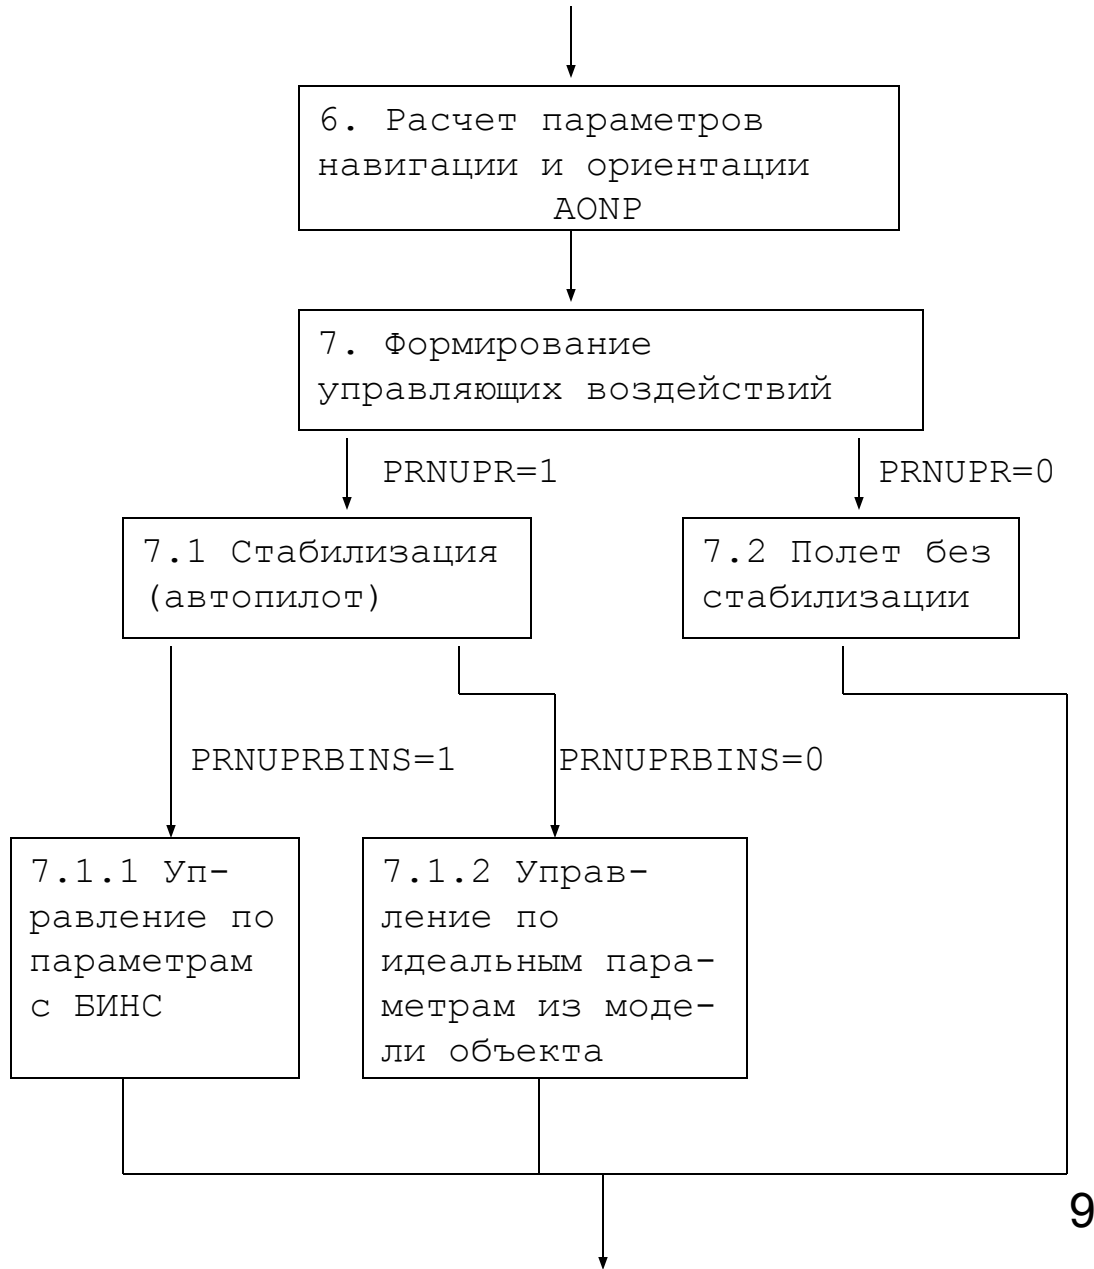 6. Расчет параметров
навигации и ориентации
AONP
7. Формирование
управляющих воздействий
PRNUPR=1
PRNUPR=0
7.1 Стабилизация
(автопилот)
7.2 Полет без
стабилизации
PRNUPRBINS=1
PRNUPRBINS=0
7.1.1 Уп-
равление по
параметрам
с БИНС
7.1.2 Управ-
ление по
идеальным пара-
метрам из моде-
ли объекта
9